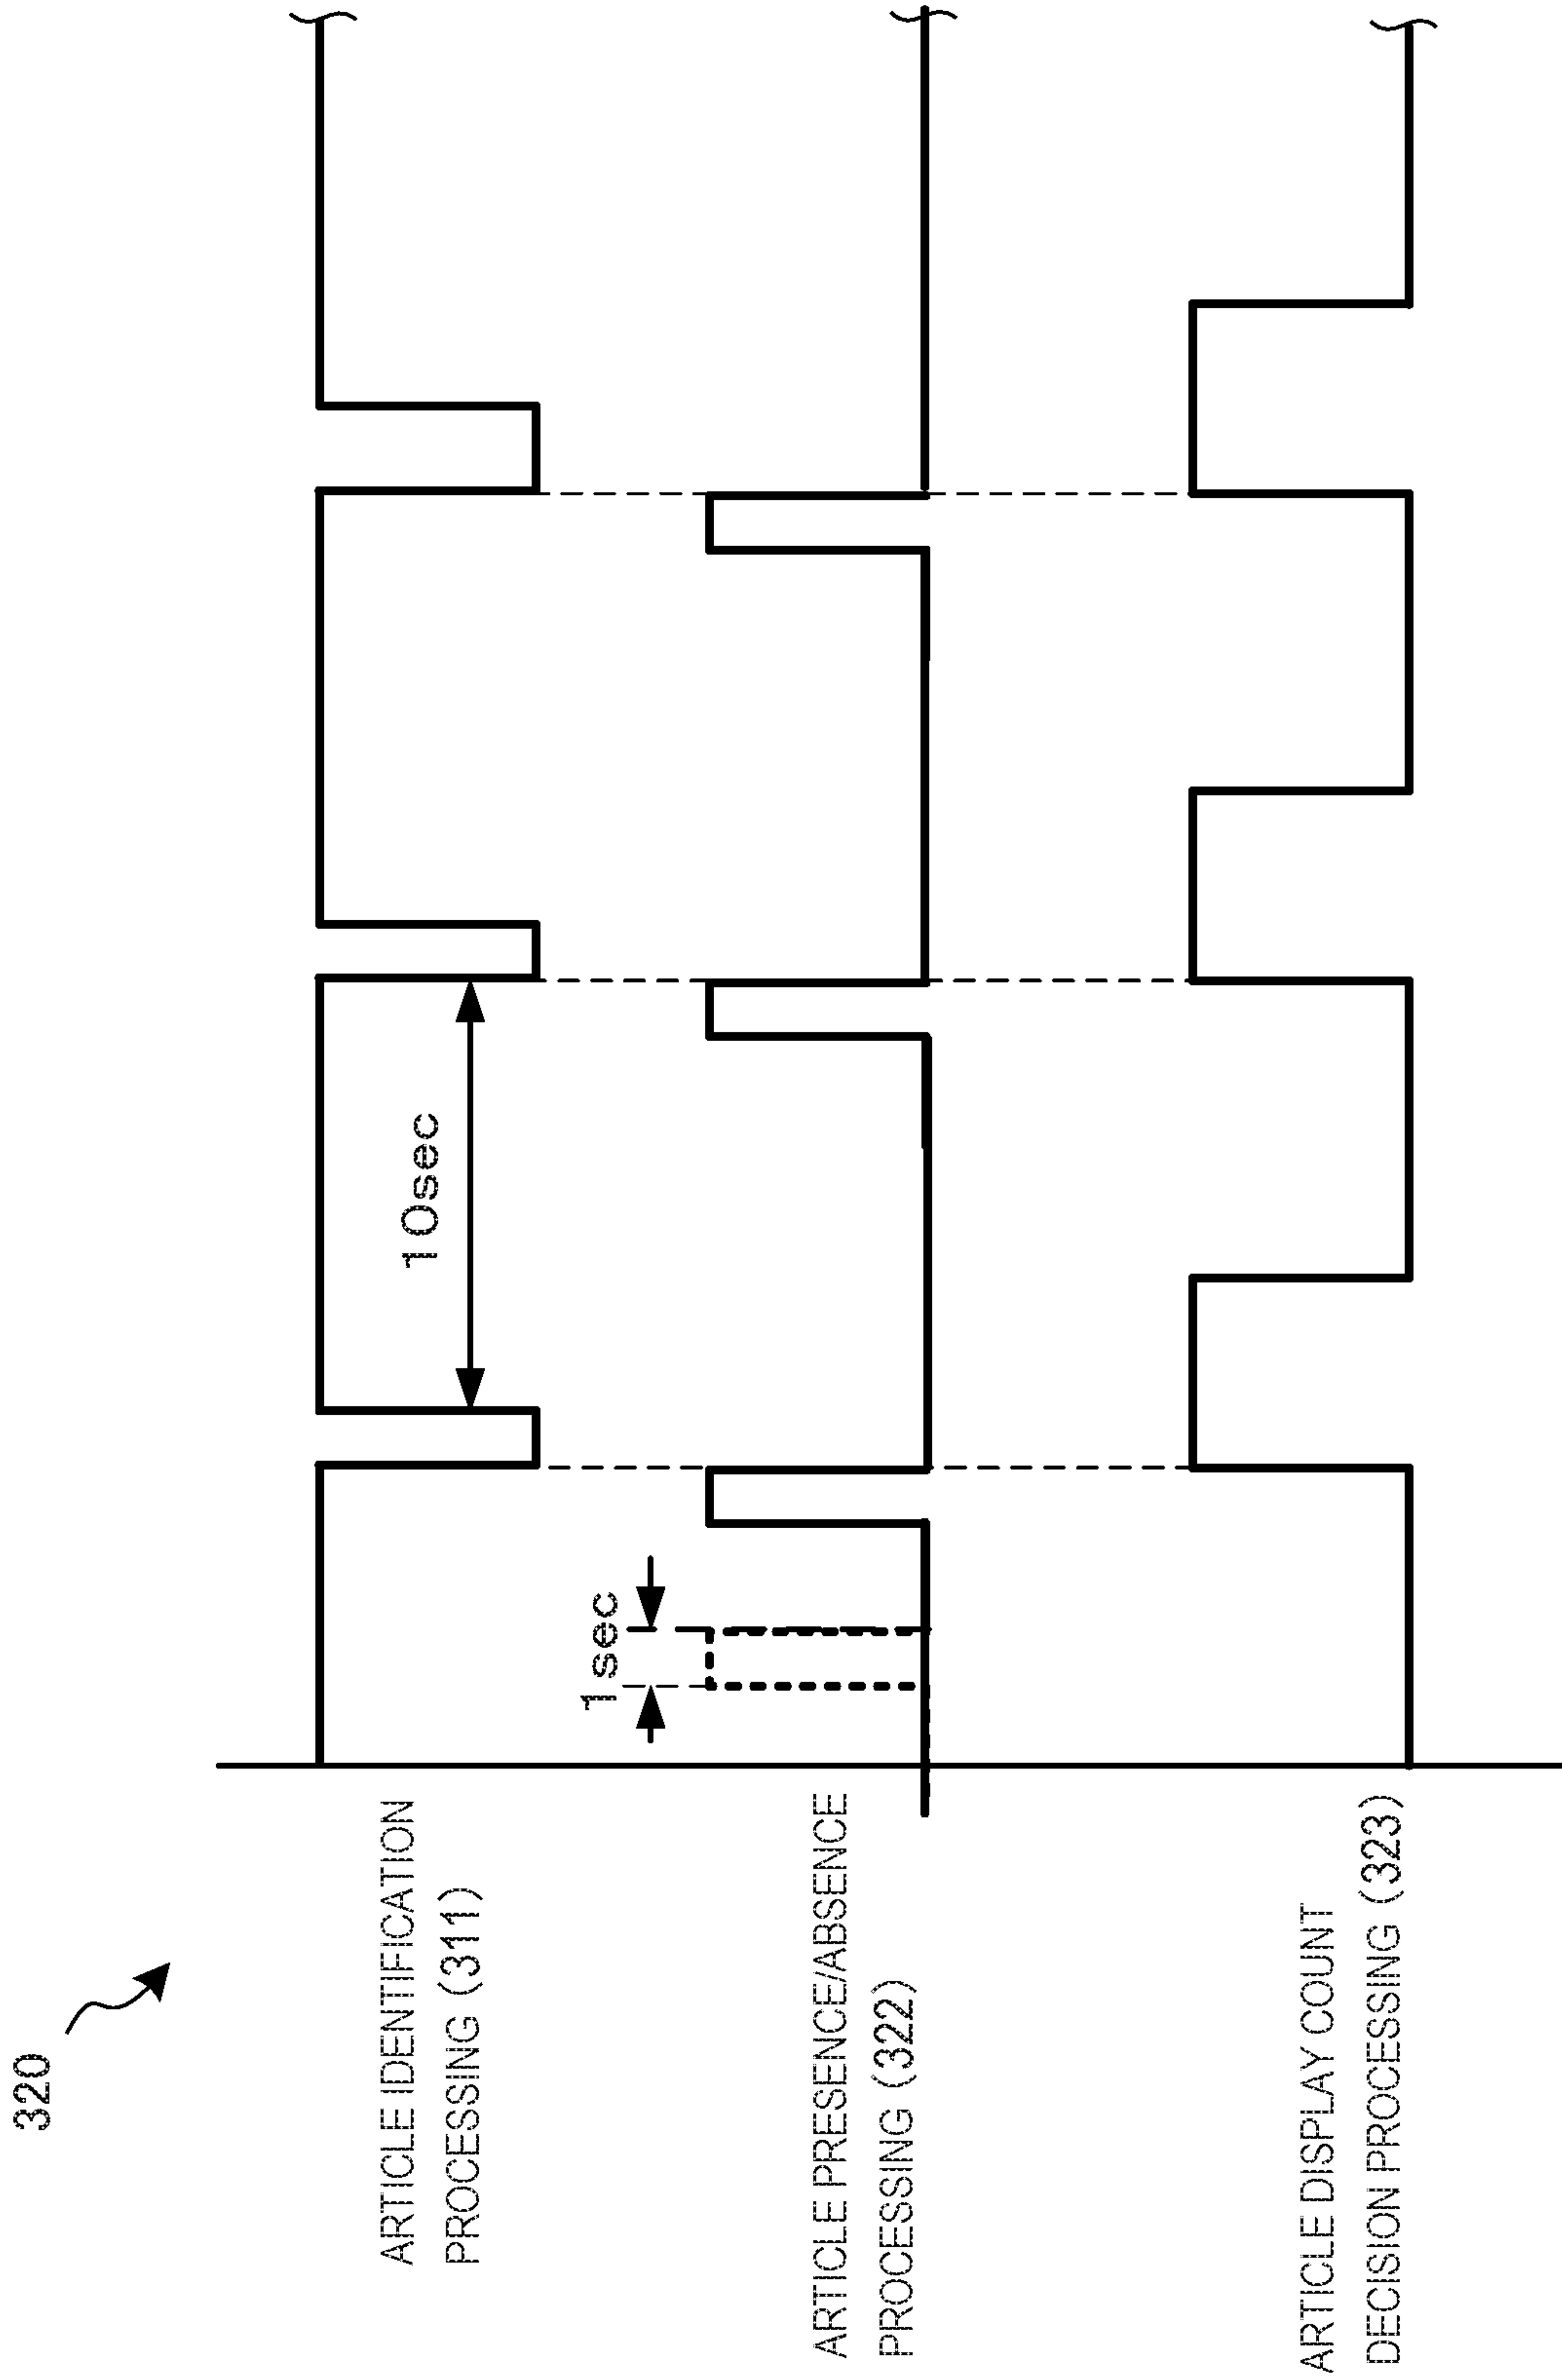 320
ARTICLE IDENTIFICATION
PROCESSING (311)
10sec
1sec
ARTICLE PRESENCE/ABSENCE
PROCESSING (322)
ARTICLE DISPLAY COUNT
DECISION PROCESSING (323)